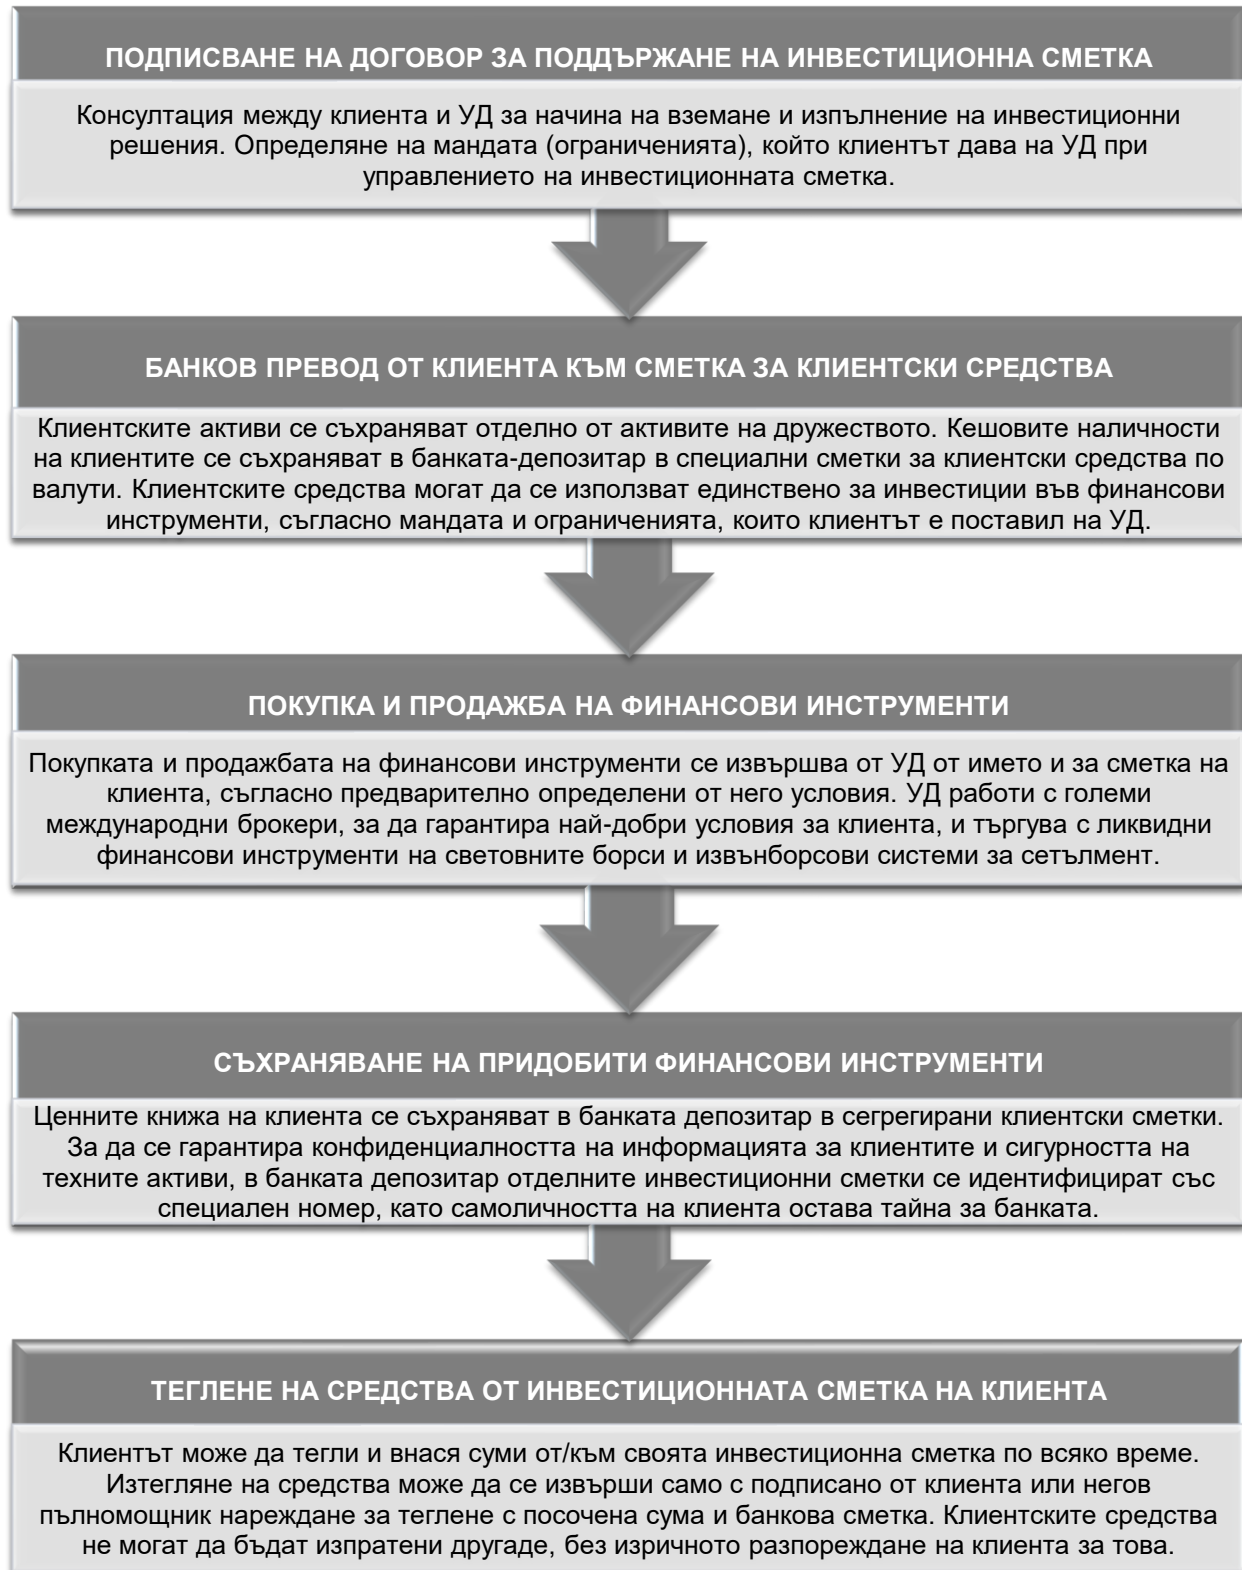 ПОДПИСВАНЕ НА ДОГОВОР ЗА ПОДДЪРЖАНЕ НА ИНВЕСТИЦИОННА СМЕТКА
Консултация между клиента и УД за начина на вземане и изпълнение на инвестиционни
решения. Определяне на мандата (ограниченията), който клиентът дава на УД при
управлението на инвестиционната сметка.
БАНКОВ ПРЕВОД ОТ КЛИЕНТА КЪМ СМЕТКА ЗА КЛИЕНТСКИ СРЕДСТВА
Клиентските активи се съхраняват отделно от активите на дружеството. Кешовите наличности
на клиентите се съхраняват в банката-депозитар в специални сметки за клиентски средства по
валути. Клиентските средства могат да се използват единствено за инвестиции във финансови
инструменти, съгласно мандата и ограниченията, които клиентът е поставил на УД.
ПОКУПКА И ПРОДАЖБА НА ФИНАНСОВИ ИНСТРУМЕНТИ
Покупката и продажбата на финансови инструменти се извършва от УД от името и за сметка на
клиента, съгласно предварително определени от него условия. УД работи с големи
международни брокери, за да гарантира най-добри условия за клиента, и търгува с ликвидни
финансови инструменти на световните борси и извънборсови системи за сетълмент.
СЪХРАНЯВАНЕ НА ПРИДОБИТИ ФИНАНСОВИ ИНСТРУМЕНТИ
Ценните книжа на клиента се съхраняват в банката депозитар в сегрегирани клиентски сметки.
За да се гарантира конфиденциалността на информацията за клиентите и сигурността на
техните активи, в банката депозитар отделните инвестиционни сметки се идентифицират със
специален номер, като самоличността на клиента остава тайна за банката.
ТЕГЛЕНЕ НА СРЕДСТВА ОТ ИНВЕСТИЦИОННАТА СМЕТКА НА КЛИЕНТА
Клиентът може да тегли и внася суми от/към своята инвестиционна сметка по всяко време.
Изтегляне на средства може да се извърши само с подписано от клиента или негов
пълномощник нареждане за теглене с посочена сума и банкова сметка. Клиентските средства
не могат да бъдат изпратени другаде, без изричното разпореждане на клиента за това.